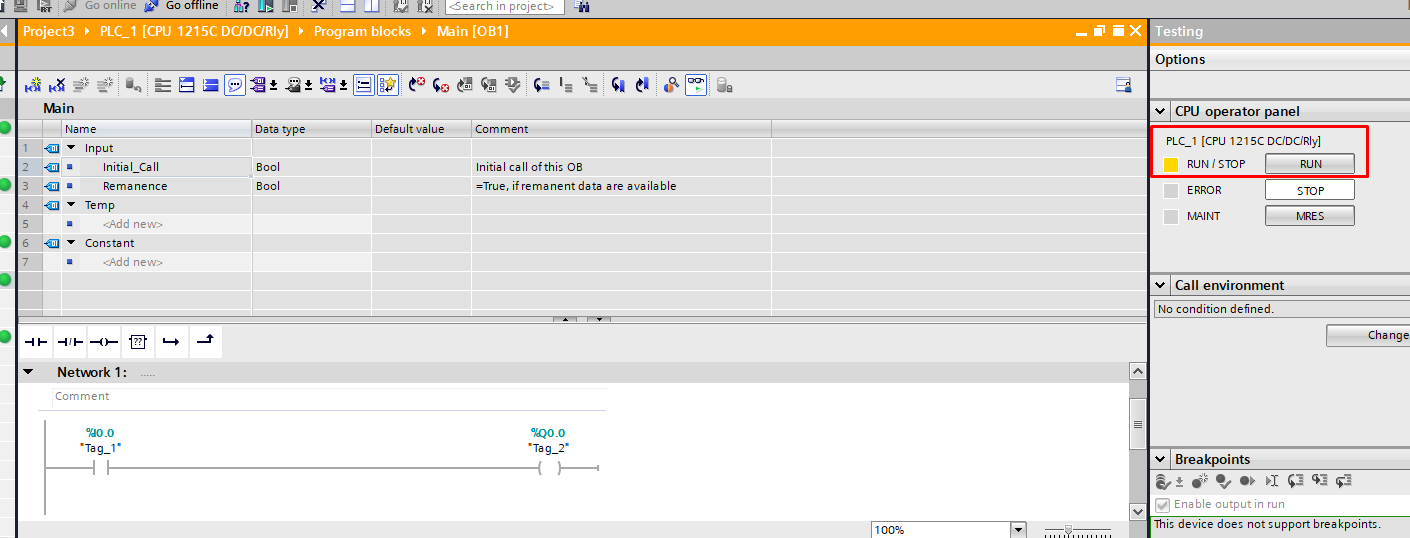 RT Go online Go offline <Search in project>
Project3 PLC_1 [CPU 1215C DC/DC/Rly] Program blocks Main [OB1]
Testing
Options
Main
Name Data type Default value Comment
1 Input
2 Initial_Call Bool Initial call of this OB
3 Remanence Bool =True, if remanent data are available
4 Temp
5 <Add new>
6 Constant
7 <Add new>
CPU operator panel
PLC_1 [CPU 1215C DC/DC/Rly]
RUN / STOP RUN
ERROR STOP
MAINT MRES
Call environment
No condition defined.
Change
??
Network 1: .....
Comment
%I0.0 %Q0.0
"Tag_1" "Tag_2"
Breakpoints
Enable output in run
This device does not support breakpoints.
100%